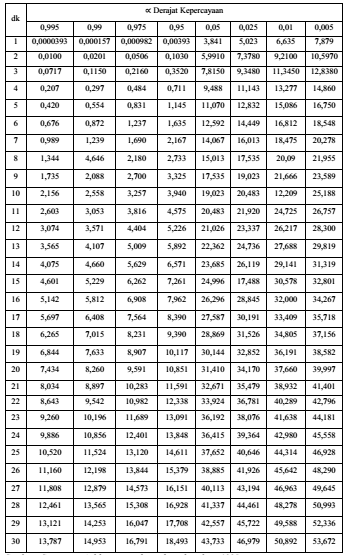 dk ∝ Derajat Kepercayaan
0,995 0,99 0,975 0,95 0,05 0,025 0,01 0,005
1 0,0000393 0,000157 0,000982 0,00393 3,841 5,023 6,635 7,879
2 0,0100 0,0201 0,0506 0,1030 5,9910 7,3780 9,2100 10,5970
3 0,0717 0,1150 0,2160 0,3520 7,8150 9,3480 11,3450 12,8380
4 0,207 0,297 0,484 0,711 9,488 11,143 13,277 14,860
5 0,420 0,554 0,831 1,145 11,070 12,832 15,086 16,750
6 0,676 0,872 1,237 1,635 12,592 14,449 16,812 18,548
7 0,989 1,239 1,690 2,167 14,067 16,013 18,475 20,278
8 1,344 4,646 2,180 2,733 15,013 17,535 20,09 21,955
9 1,735 2,088 2,700 3,325 17,535 19,023 21,666 23,589
10 2,156 2,558 3,257 3,940 19,023 20,483 12,209 25,188
11 2,603 3,053 3,816 4,575 20,483 21,920 24,725 26,757
12 3,074 3,571 4,404 5,226 21,026 23,337 26,217 28,300
13 3,565 4,107 5,009 5,892 22,362 24,736 27,688 29,819
14 4,075 4,660 5,629 6,571 23,685 26,119 29,141 31,319
15 4,601 5,229 6,262 7,261 24,996 17,488 30,578 32,801
16 5,142 5,812 6,908 7,962 26,296 28,845 32,000 34,267
17 5,697 6,408 7,564 8,390 27,587 30,191 33,409 35,718
18 6,265 7,015 8,231 9,390 28,869 31,526 34,805 37,156
19 6,844 7,633 8,907 10,117 30,144 32,852 36,191 38,582
20 7,434 8,260 9,591 10,851 31,410 34,170 37,660 39,997
21 8,034 8,897 10,283 11,591 32,671 35,479 38,932 41,401
22 8,643 9,542 10,982 12,338 33,924 36,781 40,289 42,796
23 9,260 10,196 11,689 13,091 36,192 38,076 41,638 44,181
24 9,886 10,856 12,401 13,848 36,415 39,364 42,980 45,558
25 10,520 11,524 13,120 14,611 37,652 40,646 44,314 46,928
26 11,160 12,198 13,844 15,379 38,885 41,926 45,642 48,290
27 11,808 12,879 14,573 16,151 40,113 43,194 46,963 49,645
28 12,461 13,565 15,308 16,928 41,337 44,461 48,278 50,993
29 13,121 14,253 16,047 17,708 42,557 45,722 49,588 52,336
30 13,787 14,953 16,791 18,493 43,733 46,979 50,892 53,672